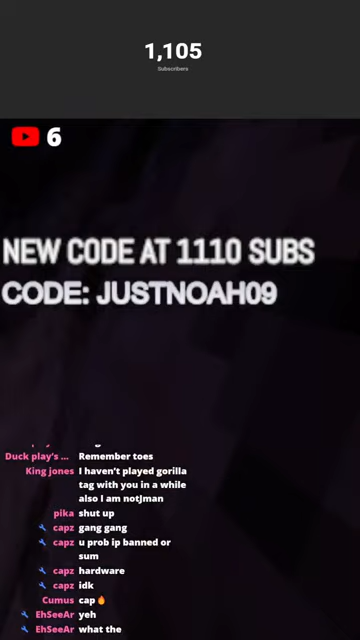 1,105
Subscribers
6
NEW CODE AT 1110 SUBS
CODE: JUSTNOAH09
Duck play's ... Remember toes
King jones I haven't played gorilla
tag with you in a while
also I am notJman
pika shut up
capz gang gang
capz u prob ip banned or
sum
capz hardware
capz idk
Cumus cap🔥
EhSeeAr yeh
EhSeeAr what the